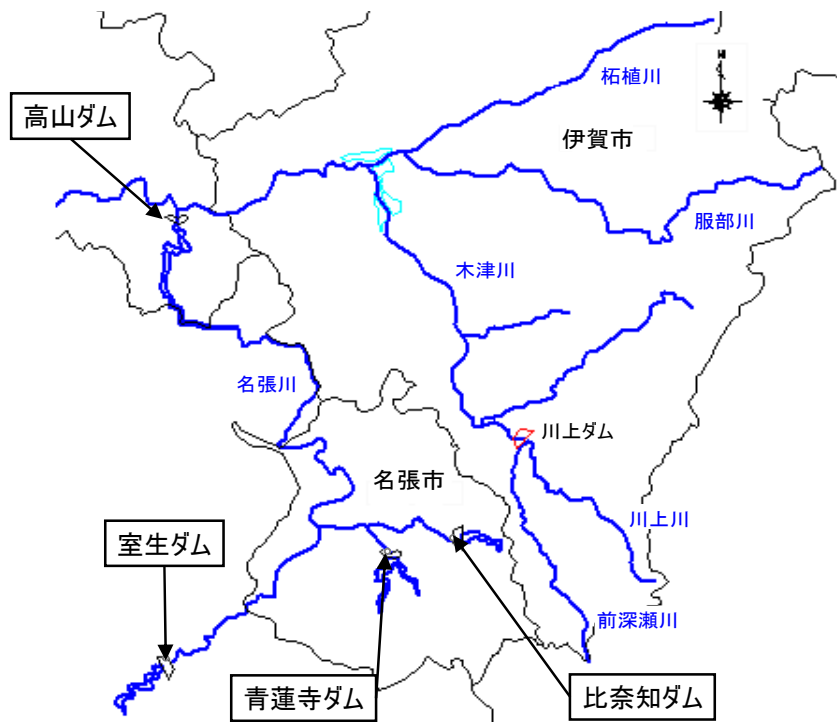 柘植川
N
高山ダム
伊賀市
服部川
木津川
名張川
川上ダム
名張市
川上川
室生ダム
前深瀬川
青蓮寺ダム
比奈知ダム